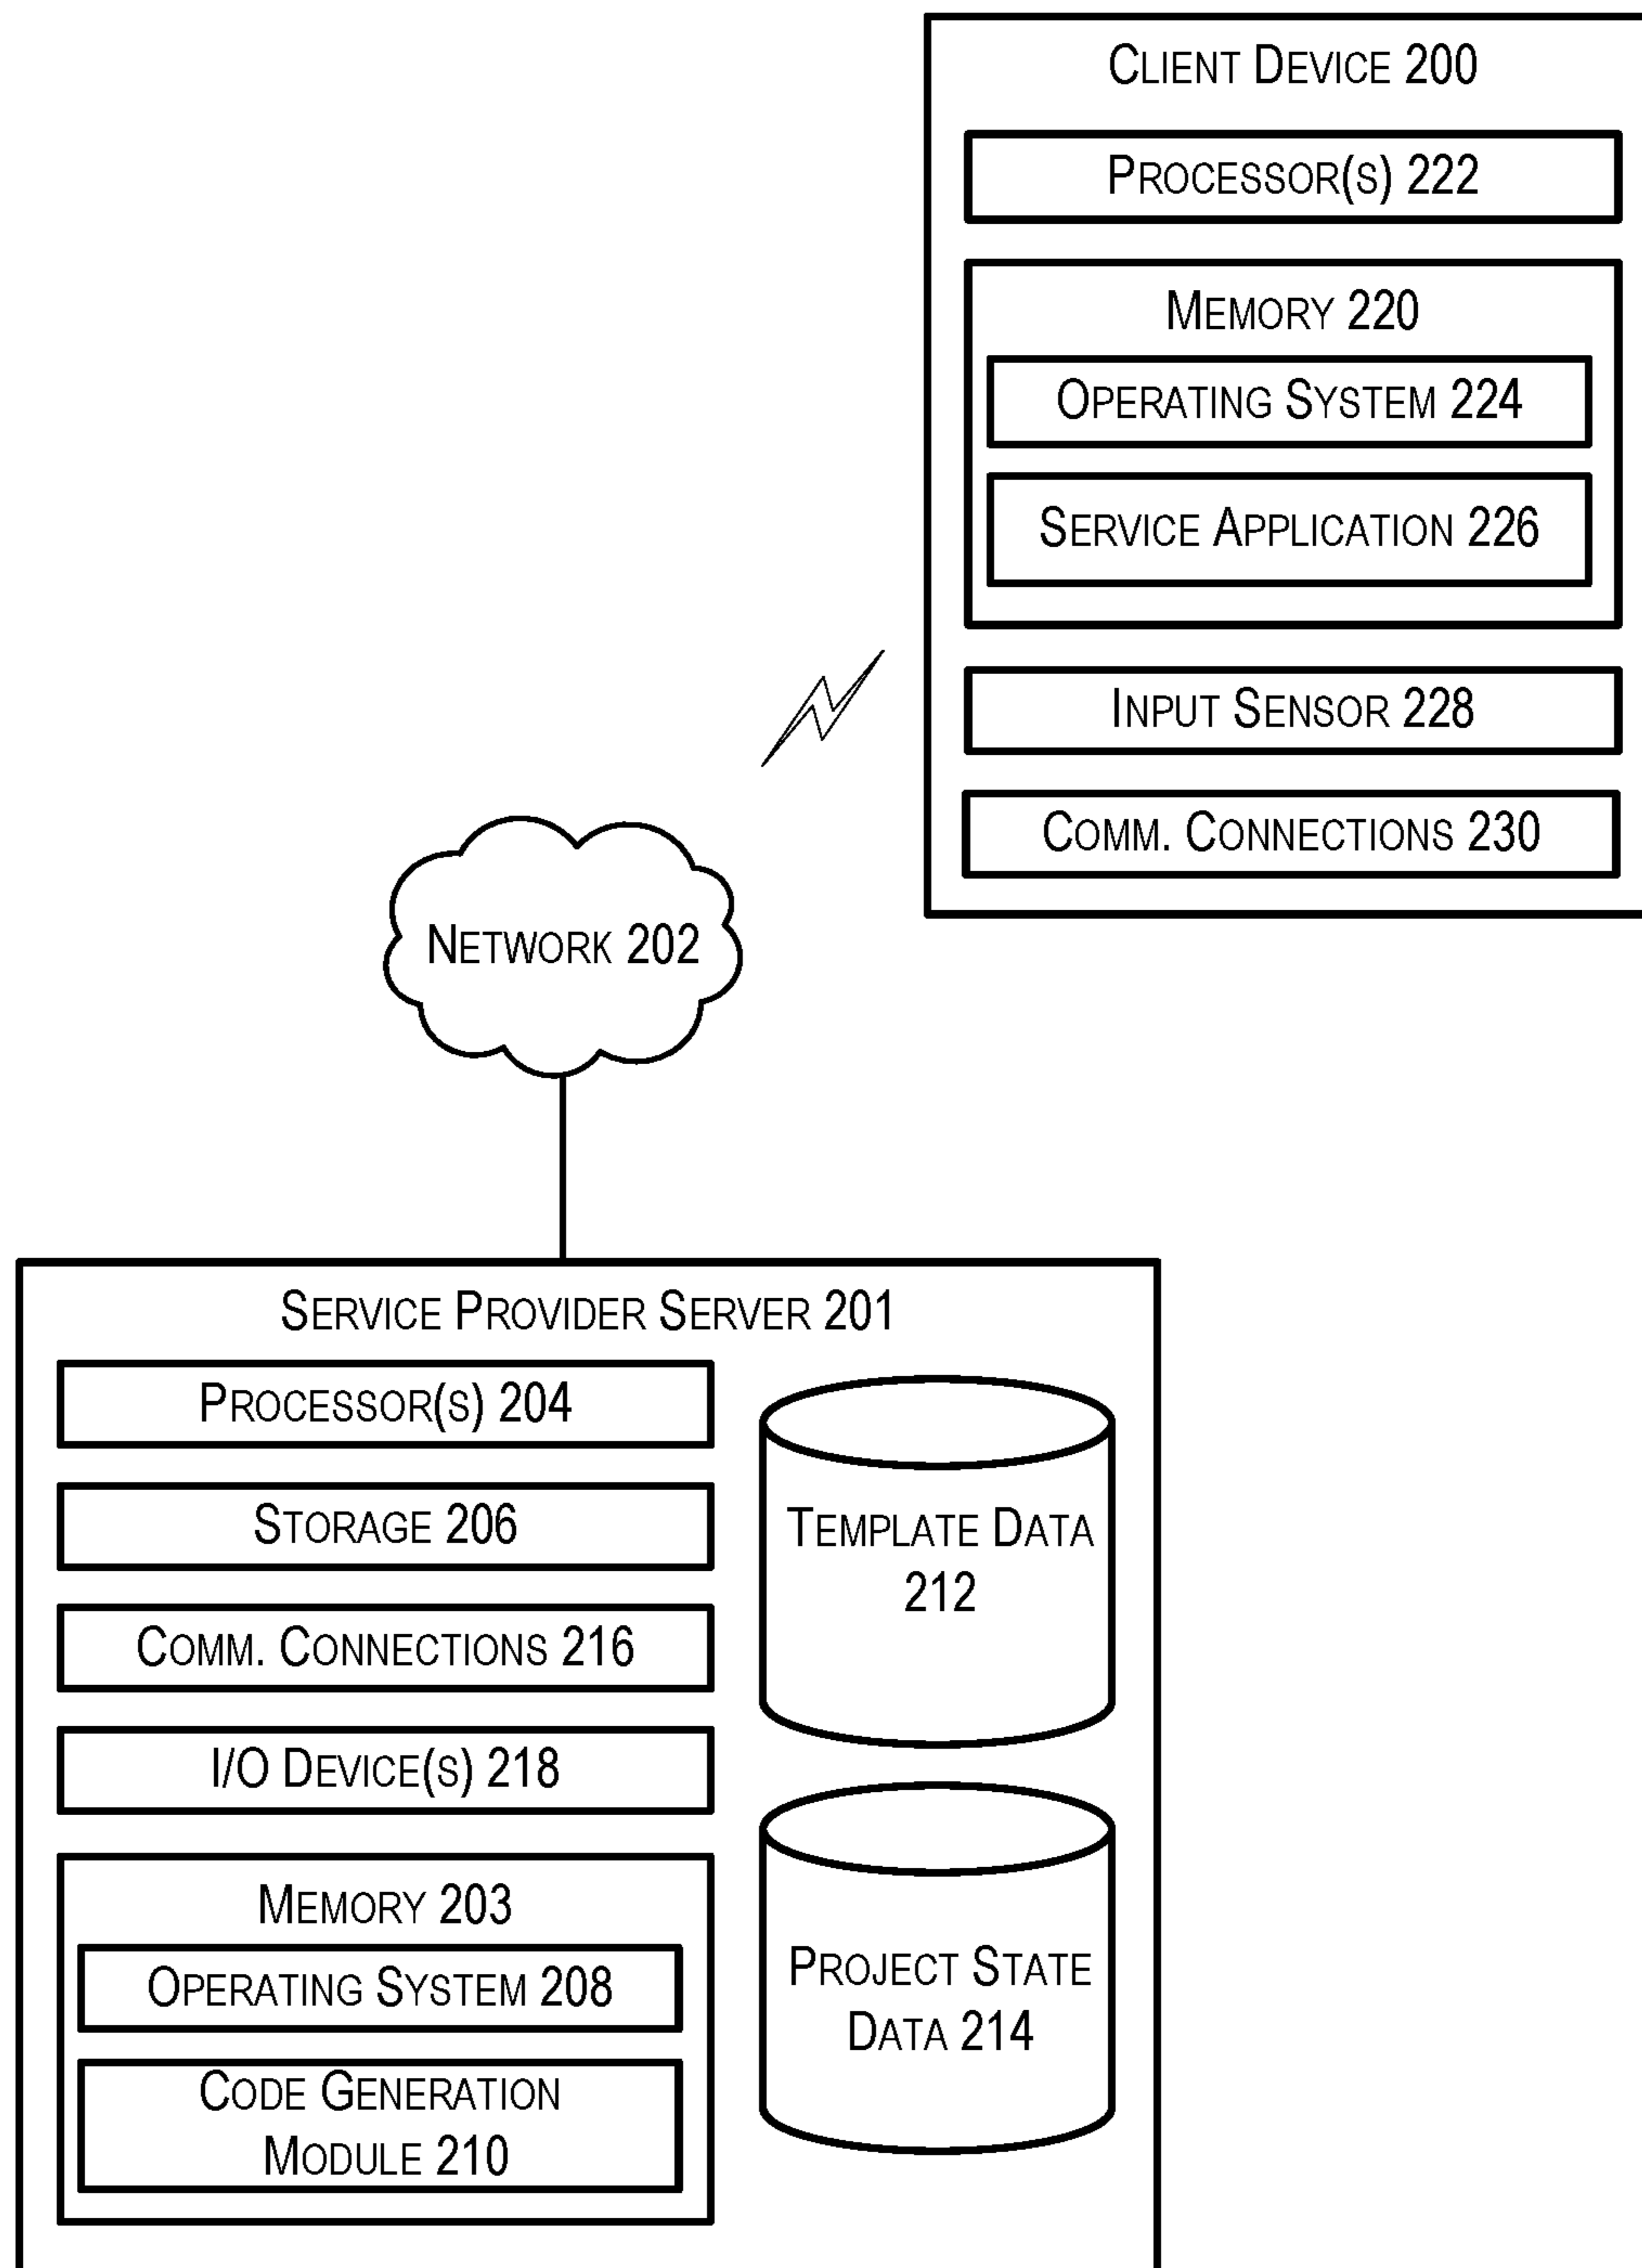 Client Device 200
Processor(s) 222
Memory 220
Operating System 224
Service Application 226
Input Sensor 228
Comm. Connections 230
Network 202
Service Provider Server 201
Processor(s) 204
Storage 206
Comm. Connections 216
I/O Device(s) 218
Memory 203
Operating System 208
Code Generation
Module 210
Template Data
212
Project State
Data 214